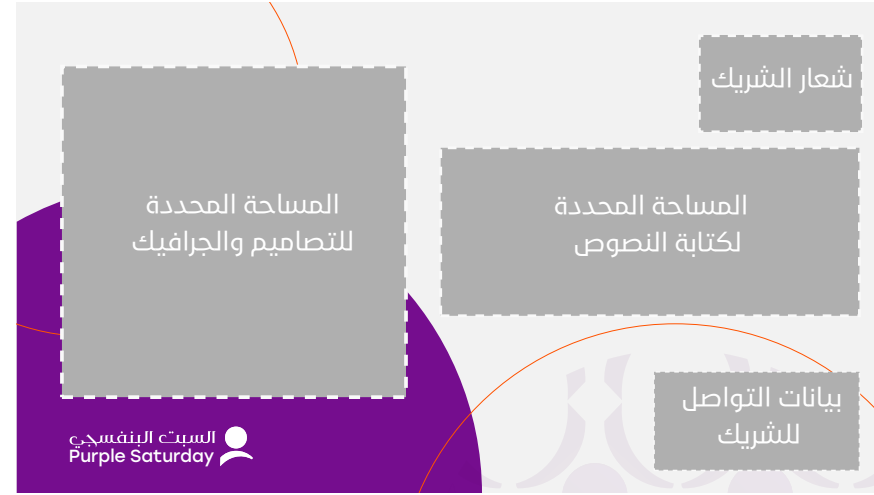 شعار الشريك
المساحة المحددة
لكتابة النصوص
المساحة المحددة
للتصاميم والجرافيك
بيانات التواصل
للشريك
السبت البنفسجي
Purple Saturday